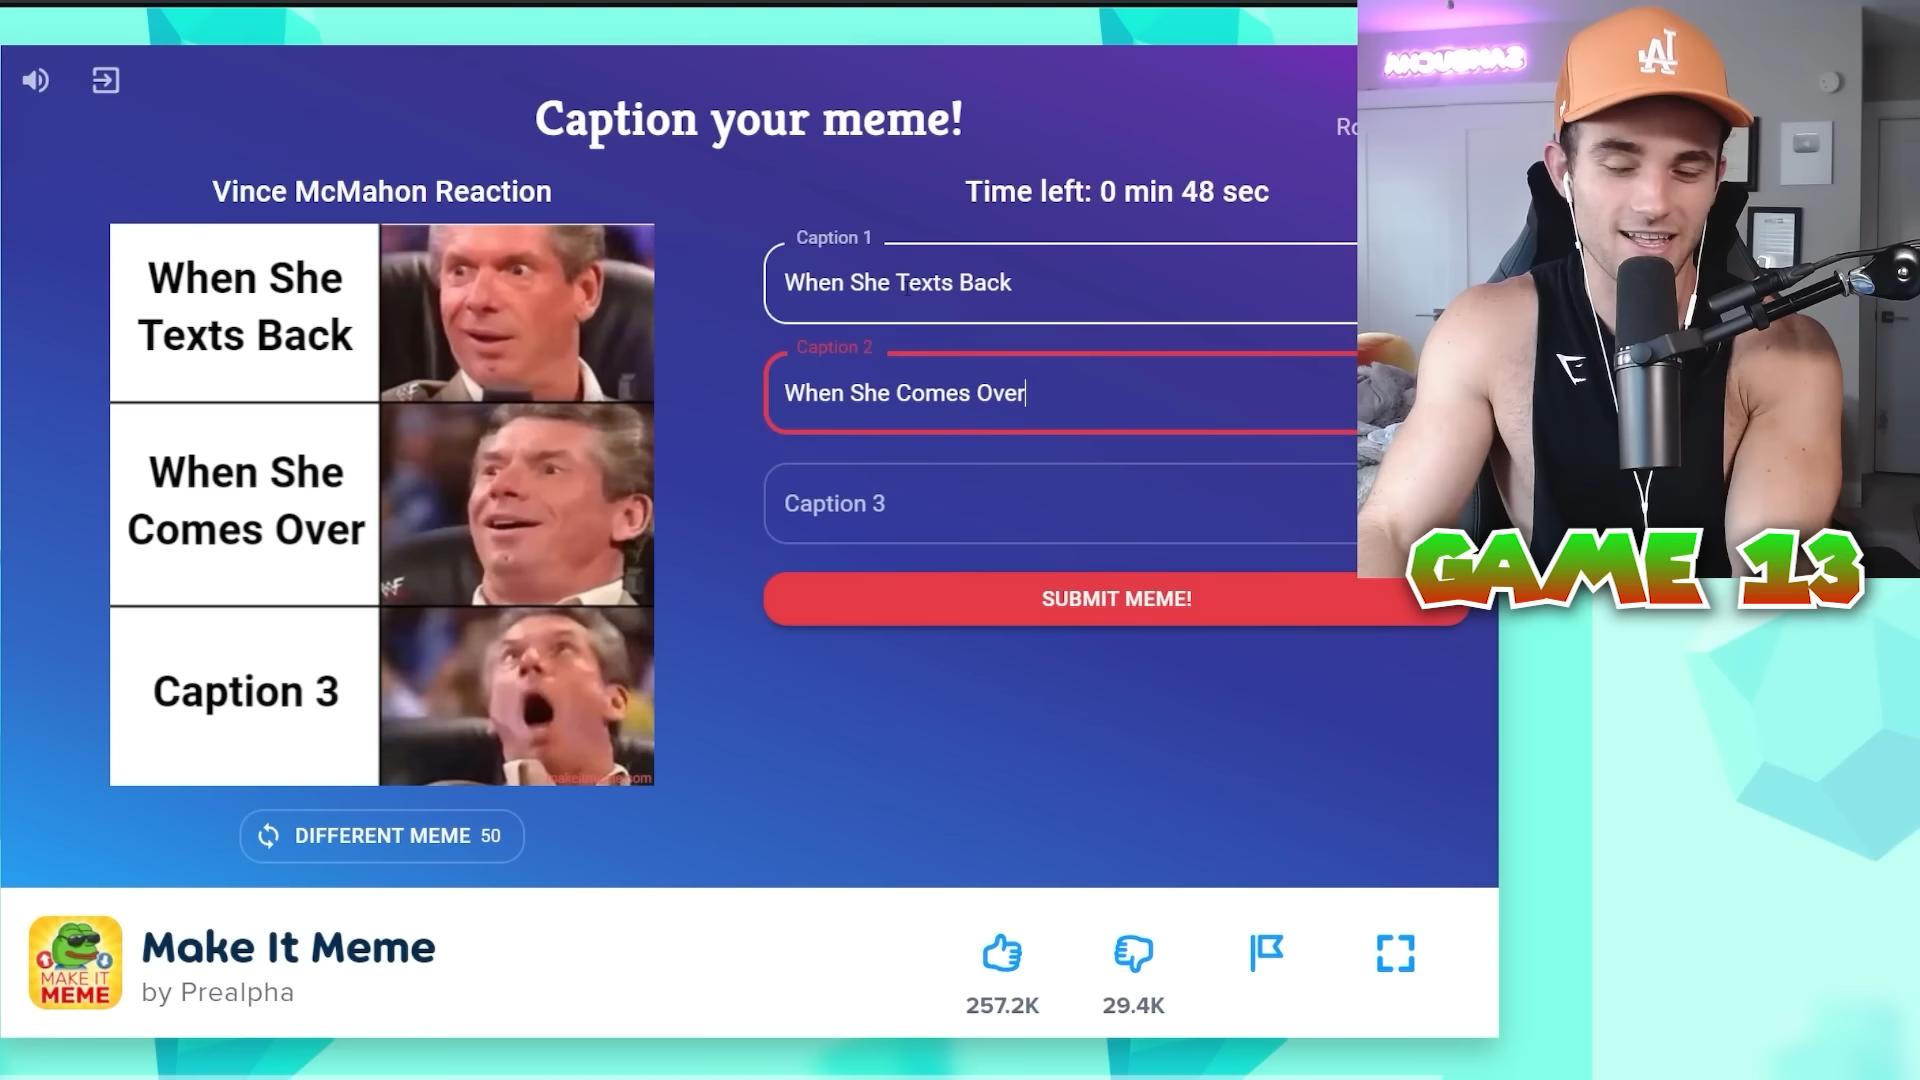 Caption your meme!
Vince McMahon Reaction
When She
Texts Back
When She
Comes Over
Caption 3
DIFFERENT MEME 50
Time left: 0 min 48 sec
Caption 1
When She Texts Back
Caption 2
When She Comes Over
Caption 3
SUBMIT MEME!
GAME 13
MAKE IT
MEME
Make It Meme
by Prealpha
257.2K
29.4K